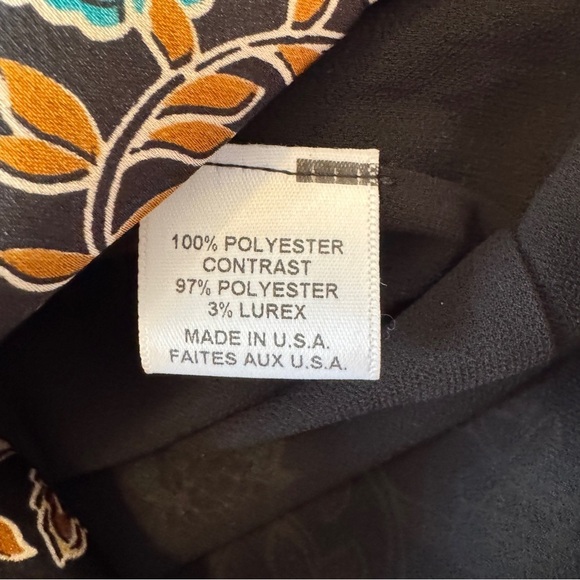 100% POLYESTER
CONTRAST
97% POLYESTER
3% LUREX
MADE IN U.S.A.
FAITES AUX U.S.A.